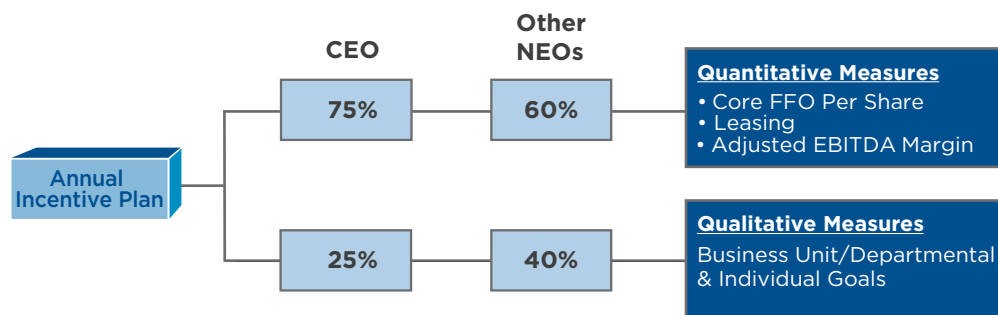 CEO
Other
NEOs
Annual
Incentive Plan
75%
60%
Quantitative Measures
• Core FFO Per Share
• Leasing
• Adjusted EBITDA Margin
25%
40%
Qualitative Measures
Business Unit/Departmental
& Individual Goals